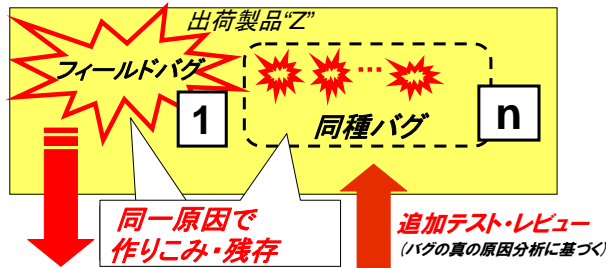 出荷製品“Z”
フィールドバグ
…
1
同種バグ
n
同一原因で
作りこみ・残存
追加テスト・レビュー
(バグの真の原因分析に基づく)